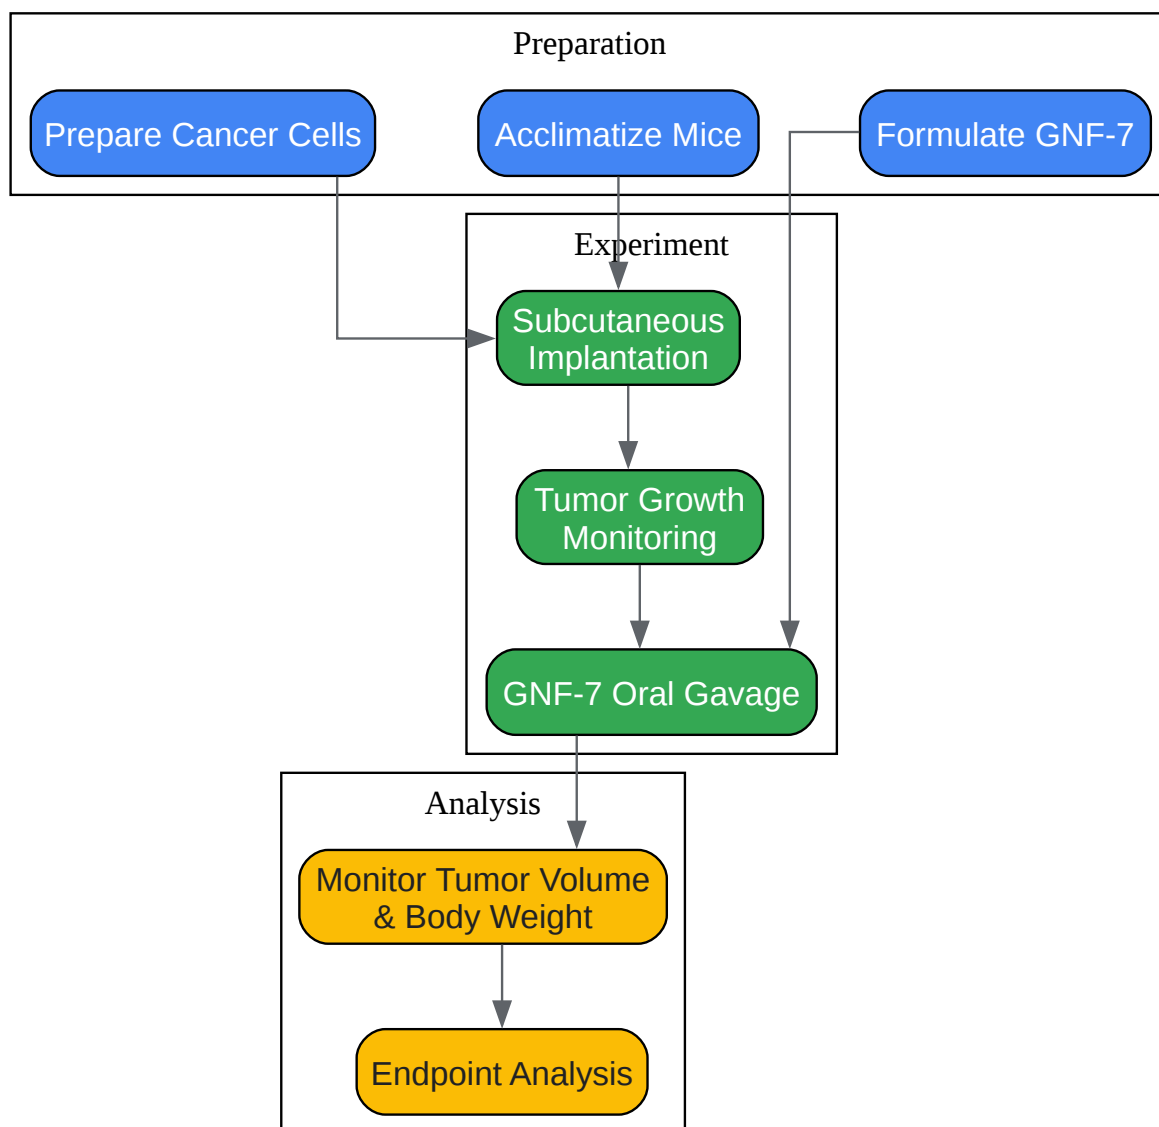 Preparation
Prepare Cancer Cells
Acclimatize Mice
Formulate GNF-7
Experiment
Subcutaneous
Implantation
Tumor Growth
Monitoring
GNF-7 Oral Gavage
Analysis
Monitor Tumor Volume
& Body Weight
Endpoint Analysis